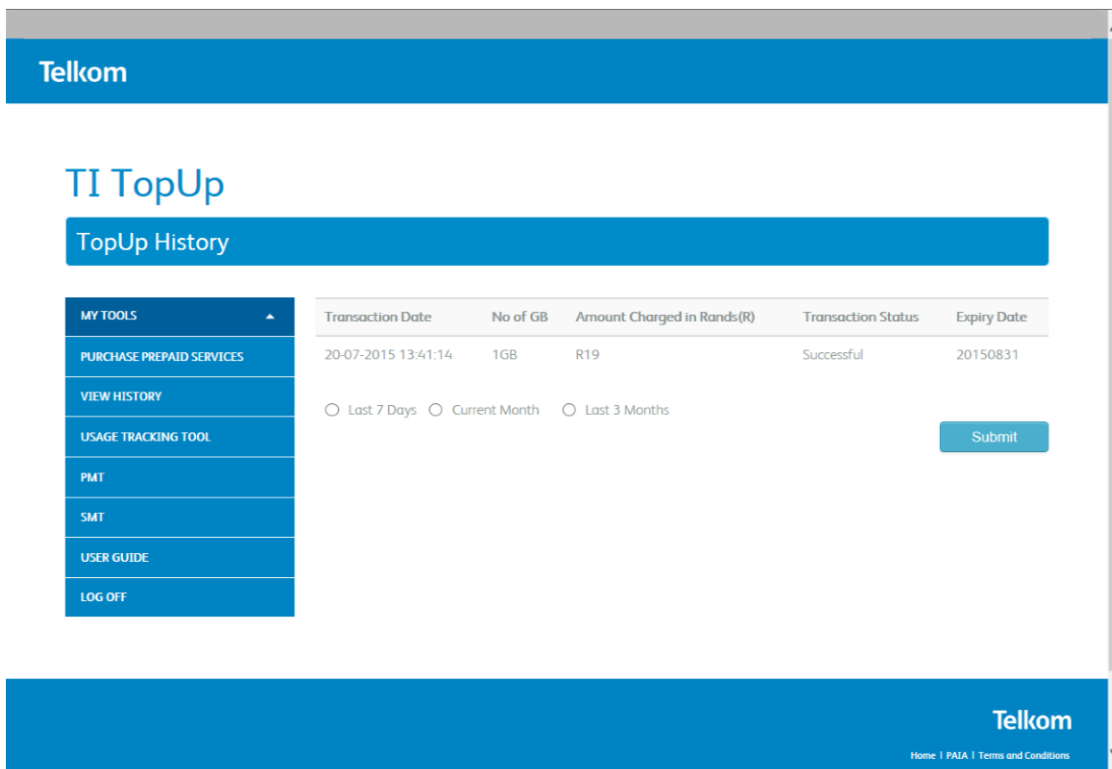 Telkom
TI TopUp
TopUp History
MY TOOLS
PURCHASE PREPAID SERVICES
VIEW HISTORY
USAGE TRACKING TOOL
PMT
SMT
USER GUIDE
LOG OFF
Transaction Date No of GB Amount Charged in Rands(R) Transaction Status Expiry Date
20-07-2015 13:41:14 1GB R19 Successful 20150831
Last 7 Days Current Month Last 3 Months
Submit
Telkom
Home | PAIA | Terms and Conditions